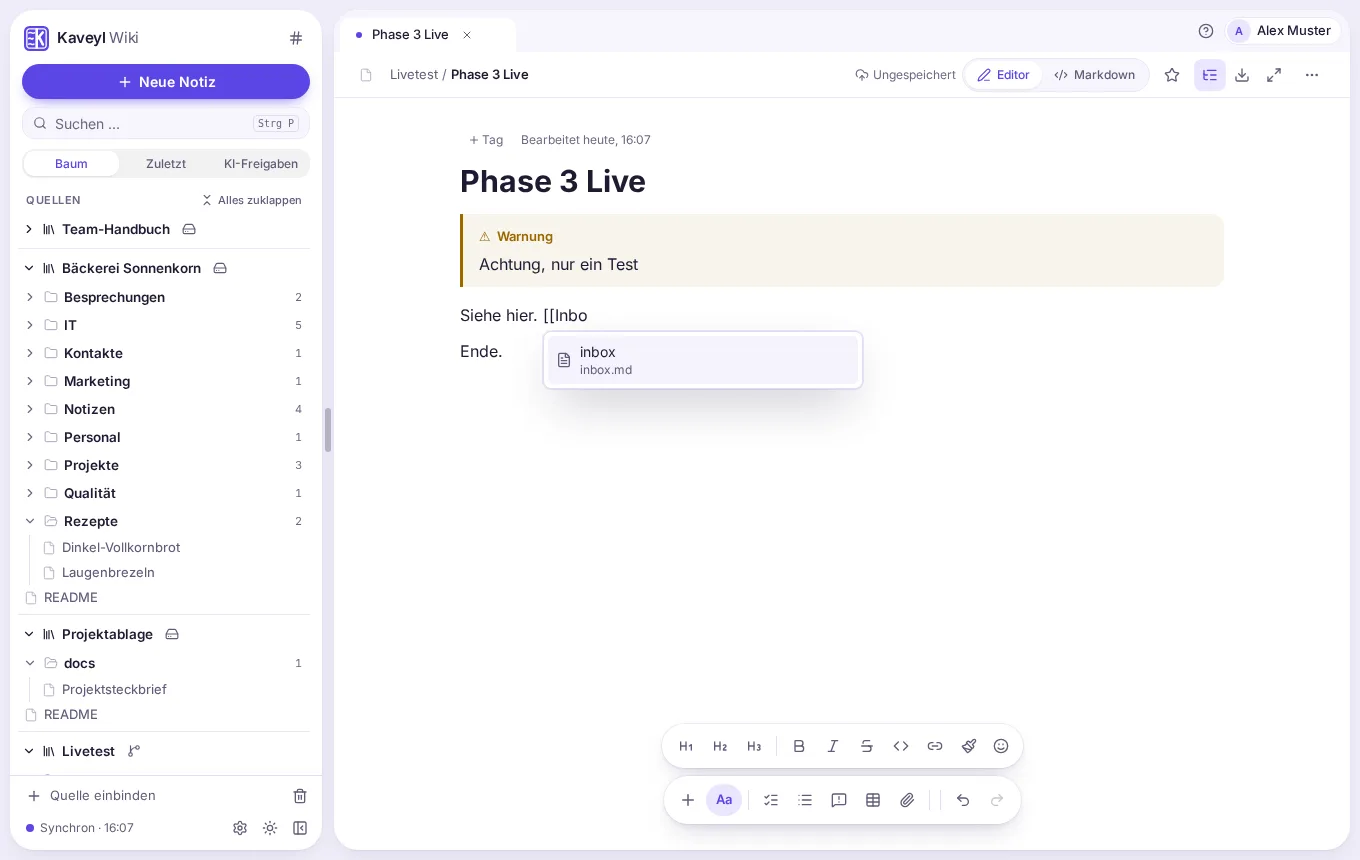 Kaveyl Wiki
Neue Notiz
Suchen ...
Strg P
Baum
Zuletzt
KI-Freigaben
QUELLEN
Alles zuklappen
Team-Handbuch
Bäckerei Sonnenkorn
Besprechungen 2
IT 5
Kontakte 1
Marketing 1
Notizen 4
Personal 1
Projekte 3
Qualität 1
Rezepte 2
Dinkel-Vollkornbrot
Laugenbrezeln
README
Projektablage
docs 1
Projektsteckbrief
README
Livetest
Quelle einbinden
Synchron · 16:07
Phase 3 Live
A
Alex Muster
Livetest / Phase 3 Live
Ungespeichert
Editor
Markdown
+ Tag
Bearbeitet heute, 16:07
Phase 3 Live
⚠ Warnung
Achtung, nur ein Test
Siehe hier. [[Inbo
inbox
inbox.md
Ende.
H1 H2 H3 B I S
Aa